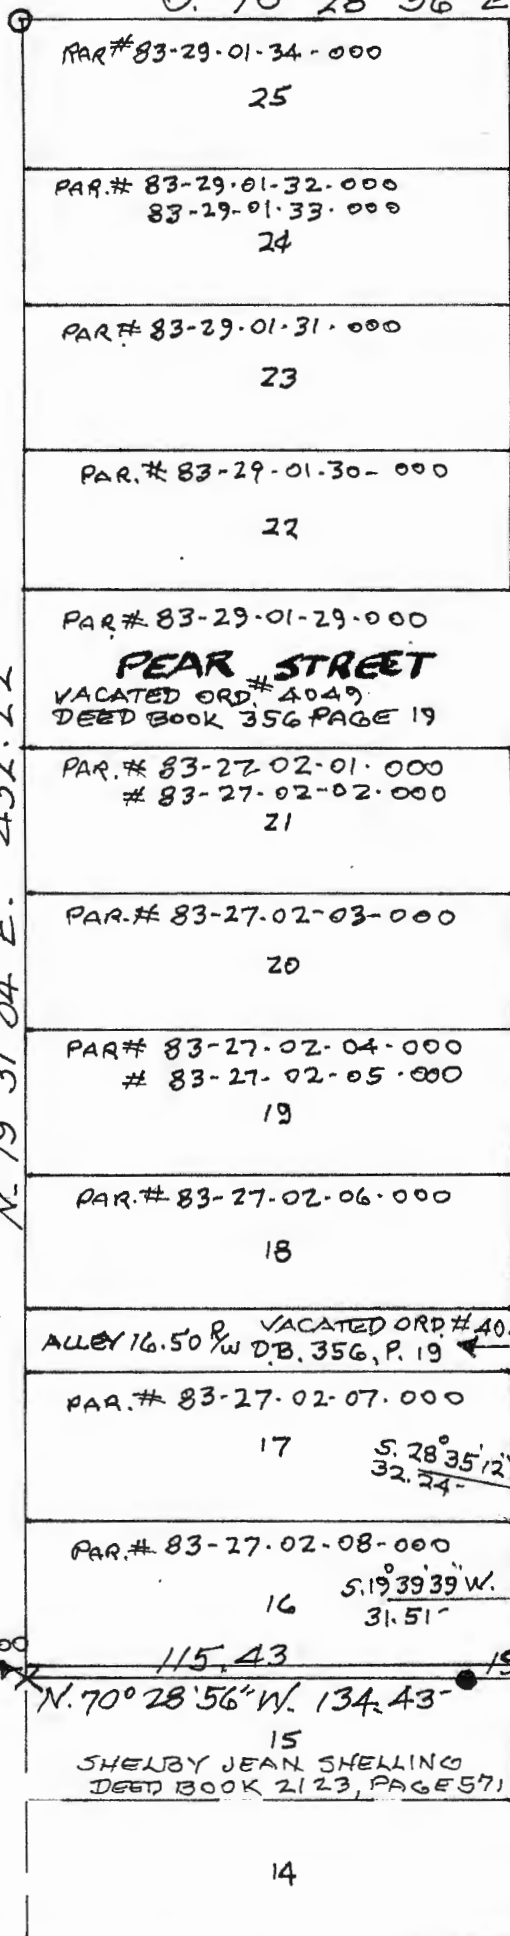 PAR# 83-29-01-34-000
25
PAR.# 83-29-01-32-000
83-29-01-33-000
24
PAR# 83-29-01-31-000
23
PAR.# 83-29-01-30-000
22
PAR# 83-29-01-29-000
PEAR STREET
VACATED ORD.# 4049
DEED BOOK 356 PAGE 19
PAR.# 83-27-02-01-000
# 83-27-02-02-000
21
PAR.# 83-27-02-03-000
20
PAR# 83-27-02-04-000
# 83-27-02-05-000
19
PAR.# 83-27-02-06-000
18
ALLEY 16.50 R/W VACATED ORD.# 40
D.B. 356, P. 19
PAR.# 83-27-02-07-000
17
S. 28°35'12"
32.24-
PAR.# 83-27-02-08-000
16
S.19°39'39"W.
31.51-
115.43
N.70°28'56"W. 134.43-
15
SHELBY JEAN SHELLING
DEED BOOK 2123, PAGE 571
14